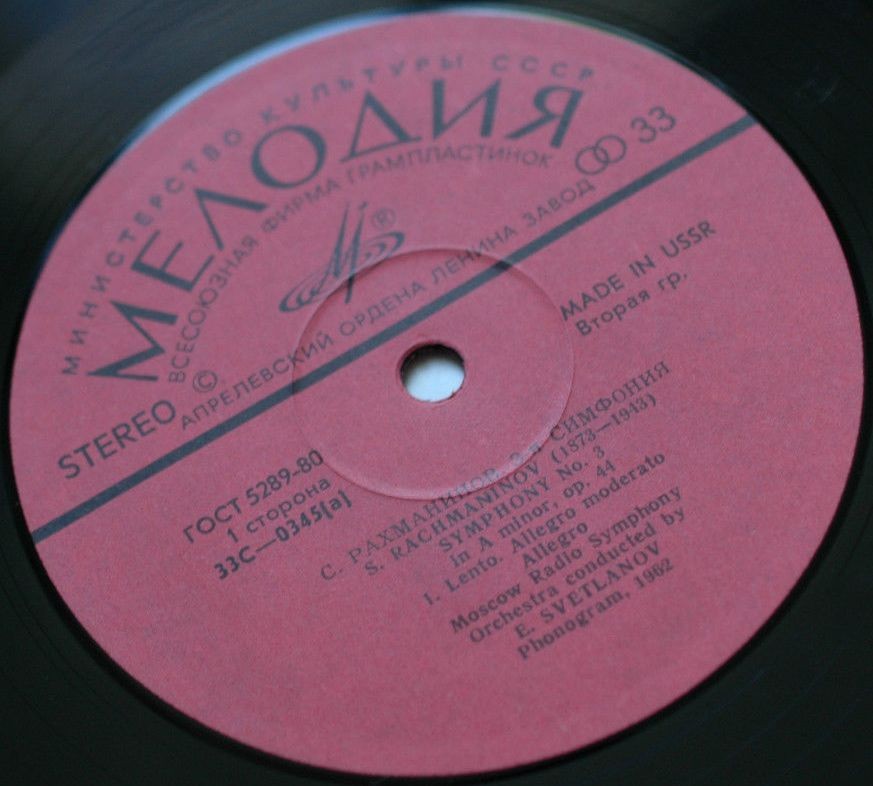 МИНИСТЕРСТВО КУЛЬТУРЫ СССР
МЕЛОДИЯ
ВСЕСОЮЗНАЯ ФИРМА ГРАМПЛАСТИНОК
33
®
STEREO ©
АПРЕЛЕВСКИЙ ОРДЕНА ЛЕНИНА ЗАВОД
MADE IN USSR
Вторая гр.
ГОСТ 5289-80
1 сторона
33С—0345(а)
С. РАХМАНИНОВ. 3-я СИМФОНИЯ
S. RACHMANINOV (1873—1943)
SYMPHONY No. 3
in A minor, op. 44
I. Lento. Allegro moderato
Allegro
Moscow Radio Symphony
Orchestra conducted by
E. SVETLANOV
Phonogram, 1962